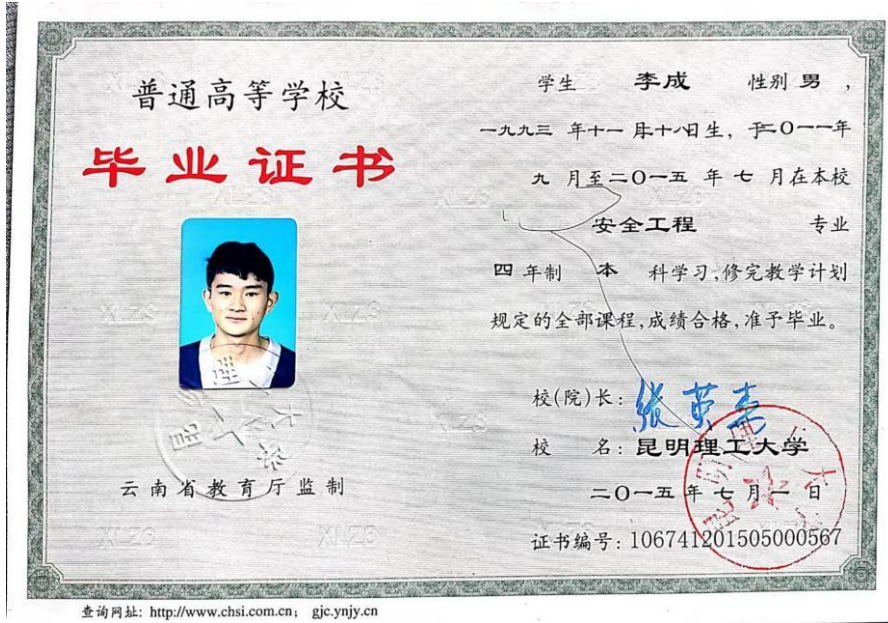 普通高等学校
毕业证书
云南省教育厅监制
学生 李成 性别 男 ,
一九九三 年十一 月十八日生, 于二〇一一年
九 月至二〇一五 年 七 月在本校
安全工程 专业
四 年制 本 科学习,修完教学计划
规定的全部课程,成绩合格,准予毕业。
校(院)长:
校 名: 昆明理工大学
二〇一五 年 七 月 一 日
证书编号: 106741201505000567
查询网址: http://www.chsi.com.cn; gjc.ynjy.cn
XLZS